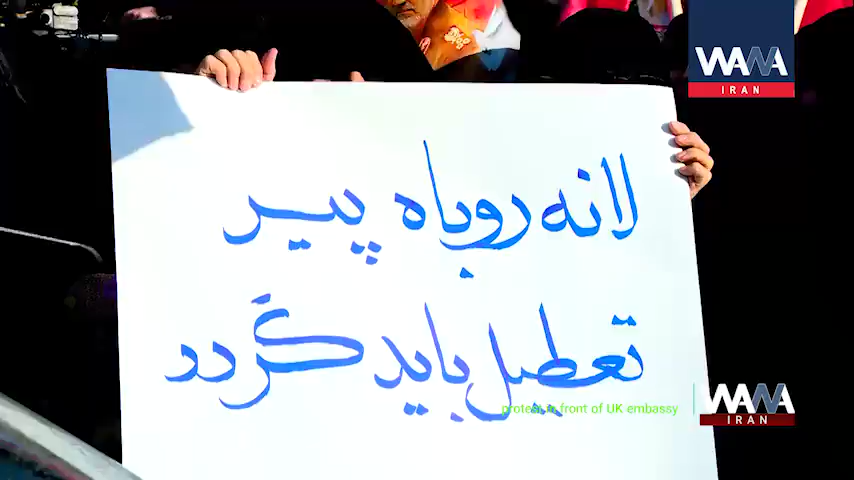 WANA
IRAN
لانه روباه پیر
تعطیل باید گردد
protest in front of UK embassy
WANA
IRAN